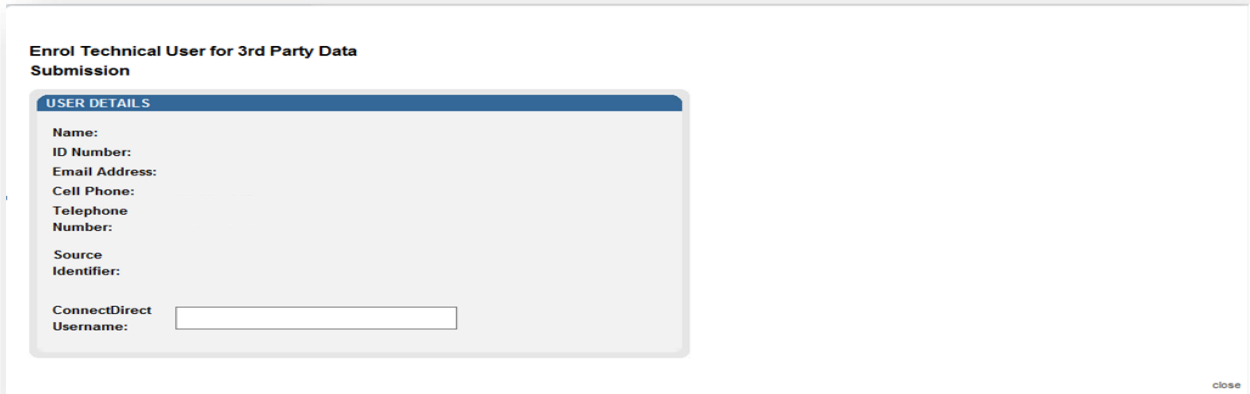 Enrol Technical User for 3rd Party Data
Submission
USER DETAILS
Name:
ID Number:
Email Address:
Cell Phone:
Telephone
Number:
Source
Identifier:
ConnectDirect
Username:
close